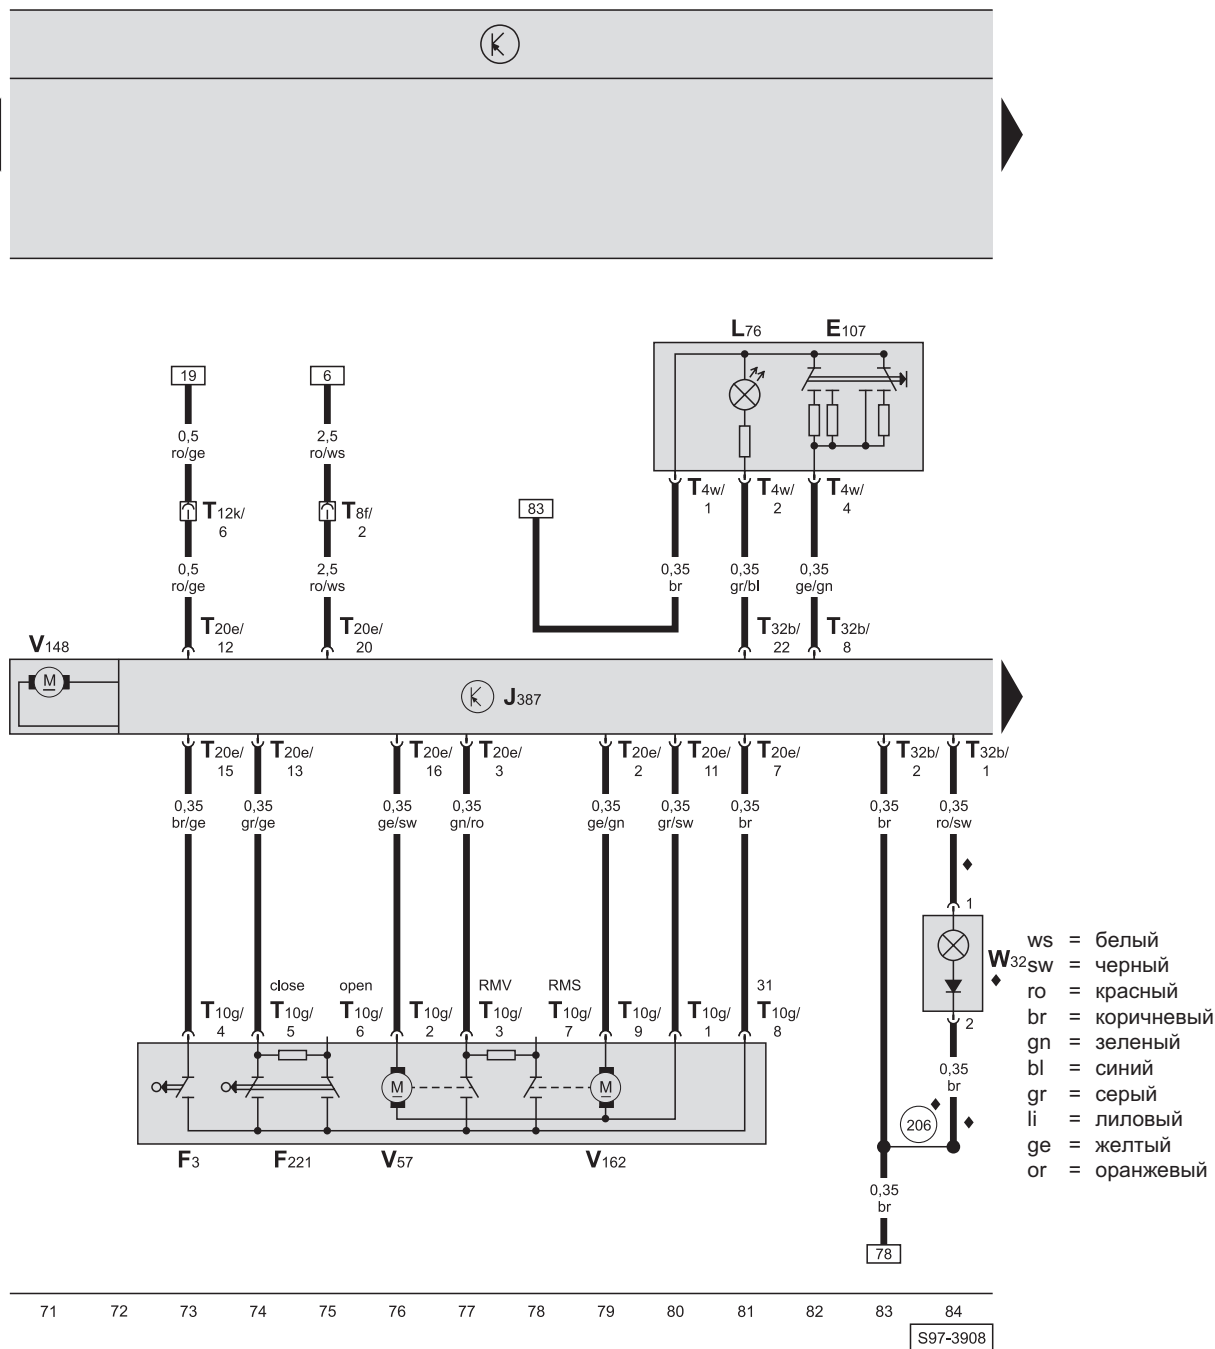 L76 E107
19 6
0,5 2,5
ro/ge ro/ws
T12k/ T8f/ 83 T4w/ T4w/ T4w/
6 2 1 2 4
0,5 2,5 0,35 0,35 0,35
ro/ge ro/ws br gr/bl ge/gn
T20e/ T20e/ T32b/ T32b/
12 20 22 8
V148
M J387
T20e/ T20e/ T20e/ T20e/ T20e/ T20e/ T20e/ T32b/ T32b/
15 13 16 3 2 11 7 2 1
0,35 0,35 0,35 0,35 0,35 0,35 0,35 0,35 0,35
br/ge gr/ge ge/sw gn/ro ge/gn gr/sw br br ro/sw
1
W32
2
0,35
br
206
close open RMV RMS 31
T10g/ T10g/ T10g/ T10g/ T10g/ T10g/ T10g/ T10g/ T10g/
4 5 6 2 3 7 9 1 8
M M
F3 F221 V57 V162
0,35
br
78
ws = белый
sw = черный
ro = красный
br = коричневый
gn = зеленый
bl = синий
gr = серый
li = лиловый
ge = желтый
or = оранжевый
71 72 73 74 75 76 77 78 79 80 81 82 83 84
S97-3908